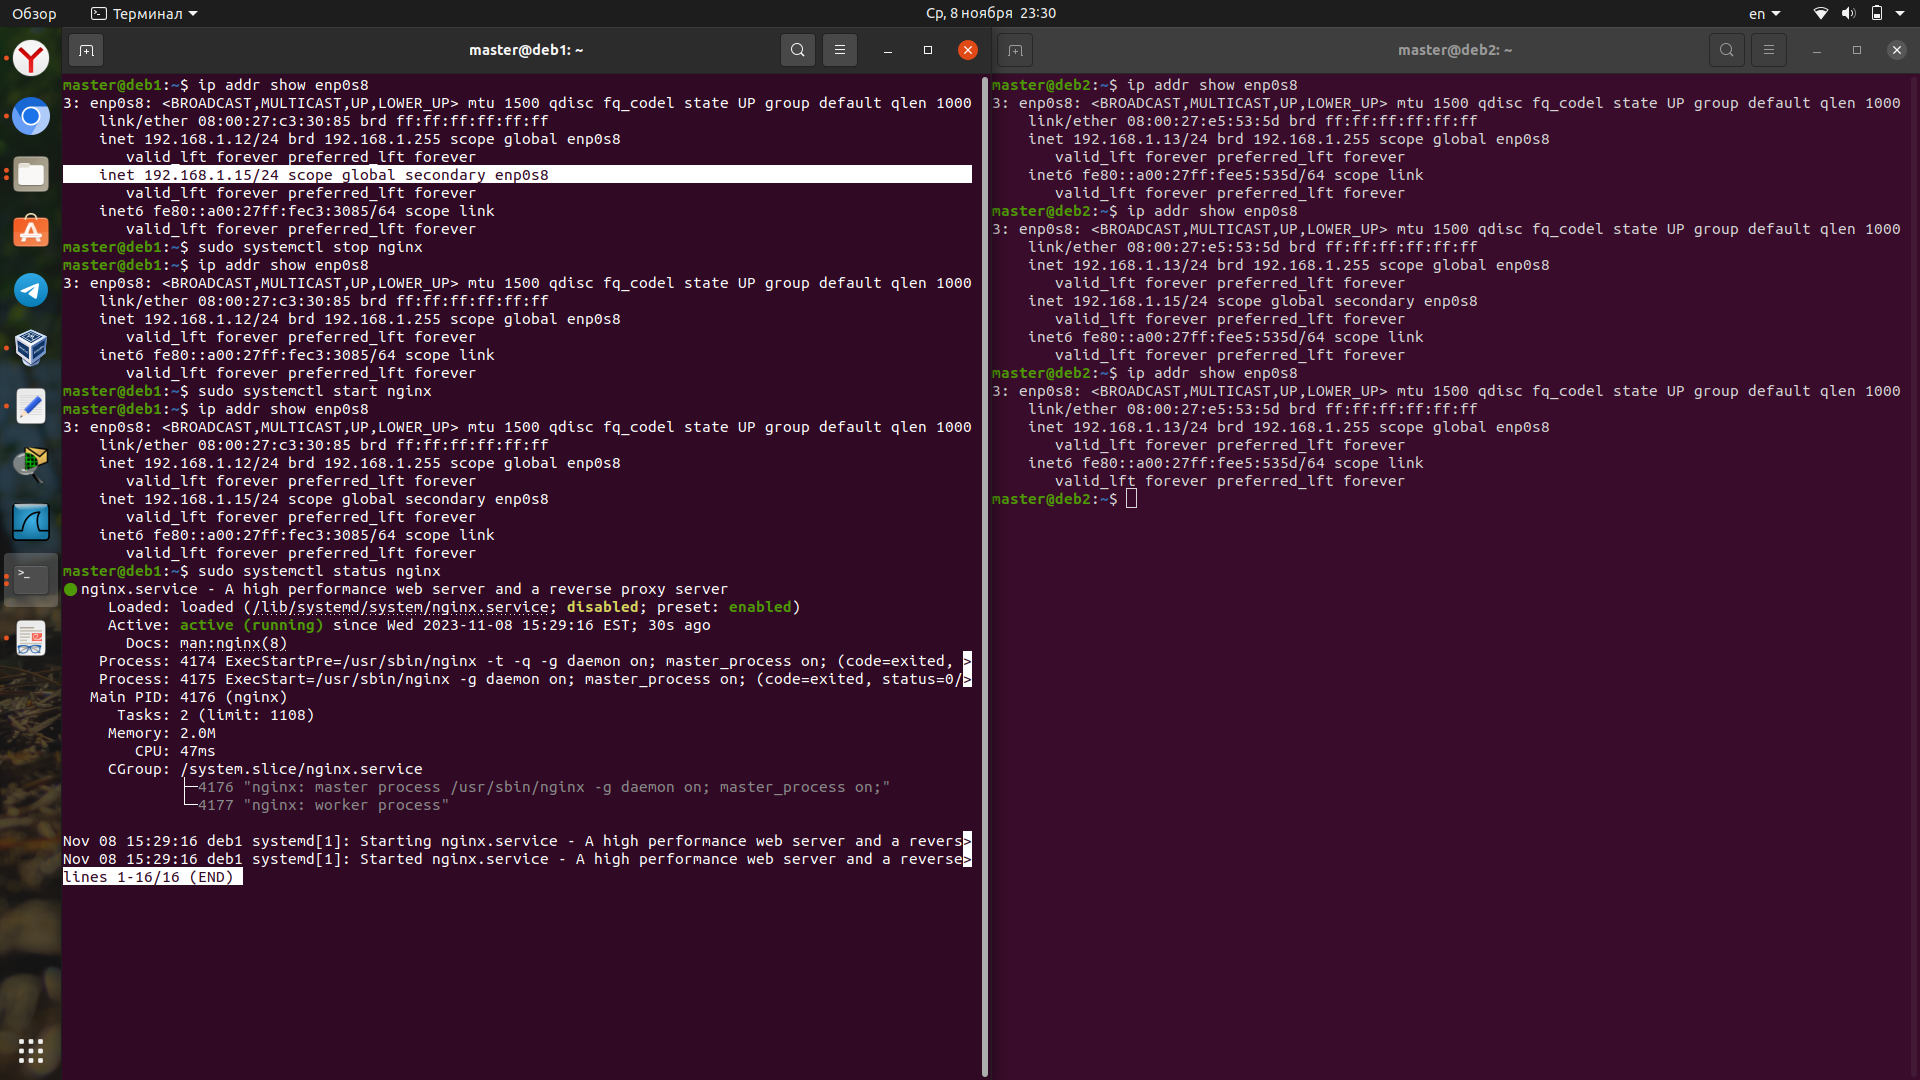 Обзор
Терминал
Ср, 8 ноября 23:30
en
master@deb1: ~
master@deb1:~$ ip addr show enp0s8
3: enp0s8: <BROADCAST,MULTICAST,UP,LOWER_UP> mtu 1500 qdisc fq_codel state UP group default qlen 1000
    link/ether 08:00:27:c3:30:85 brd ff:ff:ff:ff:ff:ff
    inet 192.168.1.12/24 brd 192.168.1.255 scope global enp0s8
       valid_lft forever preferred_lft forever
    inet 192.168.1.15/24 scope global secondary enp0s8
       valid_lft forever preferred_lft forever
    inet6 fe80::a00:27ff:fec3:3085/64 scope link
       valid_lft forever preferred_lft forever
master@deb1:~$ sudo systemctl stop nginx
master@deb1:~$ ip addr show enp0s8
3: enp0s8: <BROADCAST,MULTICAST,UP,LOWER_UP> mtu 1500 qdisc fq_codel state UP group default qlen 1000
    link/ether 08:00:27:c3:30:85 brd ff:ff:ff:ff:ff:ff
    inet 192.168.1.12/24 brd 192.168.1.255 scope global enp0s8
       valid_lft forever preferred_lft forever
    inet6 fe80::a00:27ff:fec3:3085/64 scope link
       valid_lft forever preferred_lft forever
master@deb1:~$ sudo systemctl start nginx
master@deb1:~$ ip addr show enp0s8
3: enp0s8: <BROADCAST,MULTICAST,UP,LOWER_UP> mtu 1500 qdisc fq_codel state UP group default qlen 1000
    link/ether 08:00:27:c3:30:85 brd ff:ff:ff:ff:ff:ff
    inet 192.168.1.12/24 brd 192.168.1.255 scope global enp0s8
       valid_lft forever preferred_lft forever
    inet 192.168.1.15/24 scope global secondary enp0s8
       valid_lft forever preferred_lft forever
    inet6 fe80::a00:27ff:fec3:3085/64 scope link
       valid_lft forever preferred_lft forever
master@deb1:~$ sudo systemctl status nginx
● nginx.service - A high performance web server and a reverse proxy server
     Loaded: loaded (/lib/systemd/system/nginx.service; disabled; preset: enabled)
     Active: active (running) since Wed 2023-11-08 15:29:16 EST; 30s ago
       Docs: man:nginx(8)
    Process: 4174 ExecStartPre=/usr/sbin/nginx -t -q -g daemon on; master_process on; (code=exited, >
    Process: 4175 ExecStart=/usr/sbin/nginx -g daemon on; master_process on; (code=exited, status=0/>
   Main PID: 4176 (nginx)
      Tasks: 2 (limit: 1108)
     Memory: 2.0M
        CPU: 47ms
     CGroup: /system.slice/nginx.service
             ├─4176 "nginx: master process /usr/sbin/nginx -g daemon on; master_process on;"
             └─4177 "nginx: worker process"
Nov 08 15:29:16 deb1 systemd[1]: Starting nginx.service - A high performance web server and a revers>
Nov 08 15:29:16 deb1 systemd[1]: Started nginx.service - A high performance web server and a reverse>
lines 1-16/16 (END)
master@deb2: ~
master@deb2:~$ ip addr show enp0s8
3: enp0s8: <BROADCAST,MULTICAST,UP,LOWER_UP> mtu 1500 qdisc fq_codel state UP group default qlen 1000
    link/ether 08:00:27:e5:53:5d brd ff:ff:ff:ff:ff:ff
    inet 192.168.1.13/24 brd 192.168.1.255 scope global enp0s8
       valid_lft forever preferred_lft forever
    inet6 fe80::a00:27ff:fee5:535d/64 scope link
       valid_lft forever preferred_lft forever
master@deb2:~$ ip addr show enp0s8
3: enp0s8: <BROADCAST,MULTICAST,UP,LOWER_UP> mtu 1500 qdisc fq_codel state UP group default qlen 1000
    link/ether 08:00:27:e5:53:5d brd ff:ff:ff:ff:ff:ff
    inet 192.168.1.13/24 brd 192.168.1.255 scope global enp0s8
       valid_lft forever preferred_lft forever
    inet 192.168.1.15/24 scope global secondary enp0s8
       valid_lft forever preferred_lft forever
    inet6 fe80::a00:27ff:fee5:535d/64 scope link
       valid_lft forever preferred_lft forever
master@deb2:~$ ip addr show enp0s8
3: enp0s8: <BROADCAST,MULTICAST,UP,LOWER_UP> mtu 1500 qdisc fq_codel state UP group default qlen 1000
    link/ether 08:00:27:e5:53:5d brd ff:ff:ff:ff:ff:ff
    inet 192.168.1.13/24 brd 192.168.1.255 scope global enp0s8
       valid_lft forever preferred_lft forever
    inet6 fe80::a00:27ff:fee5:535d/64 scope link
       valid_lft forever preferred_lft forever
master@deb2:~$